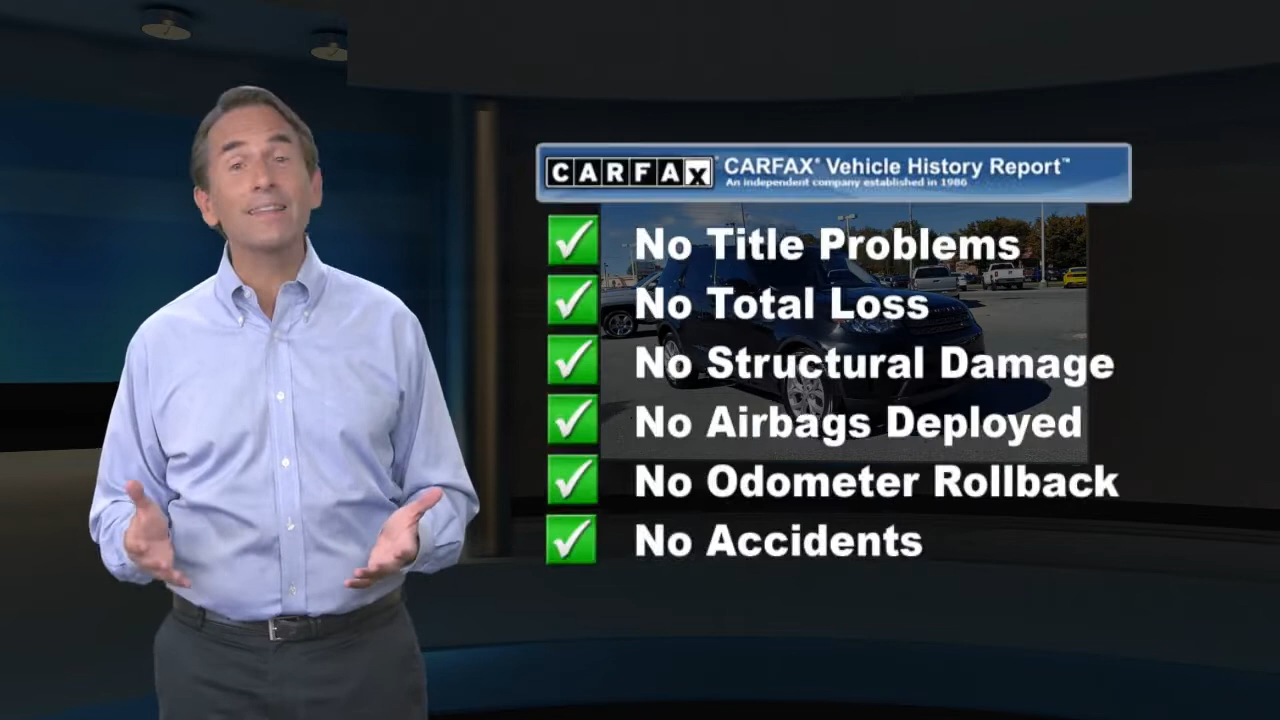 CARFAX
CARFAX® Vehicle History Report™
An independent company established in 1986
No Title Problems
No Total Loss
No Structural Damage
No Airbags Deployed
No Odometer Rollback
No Accidents